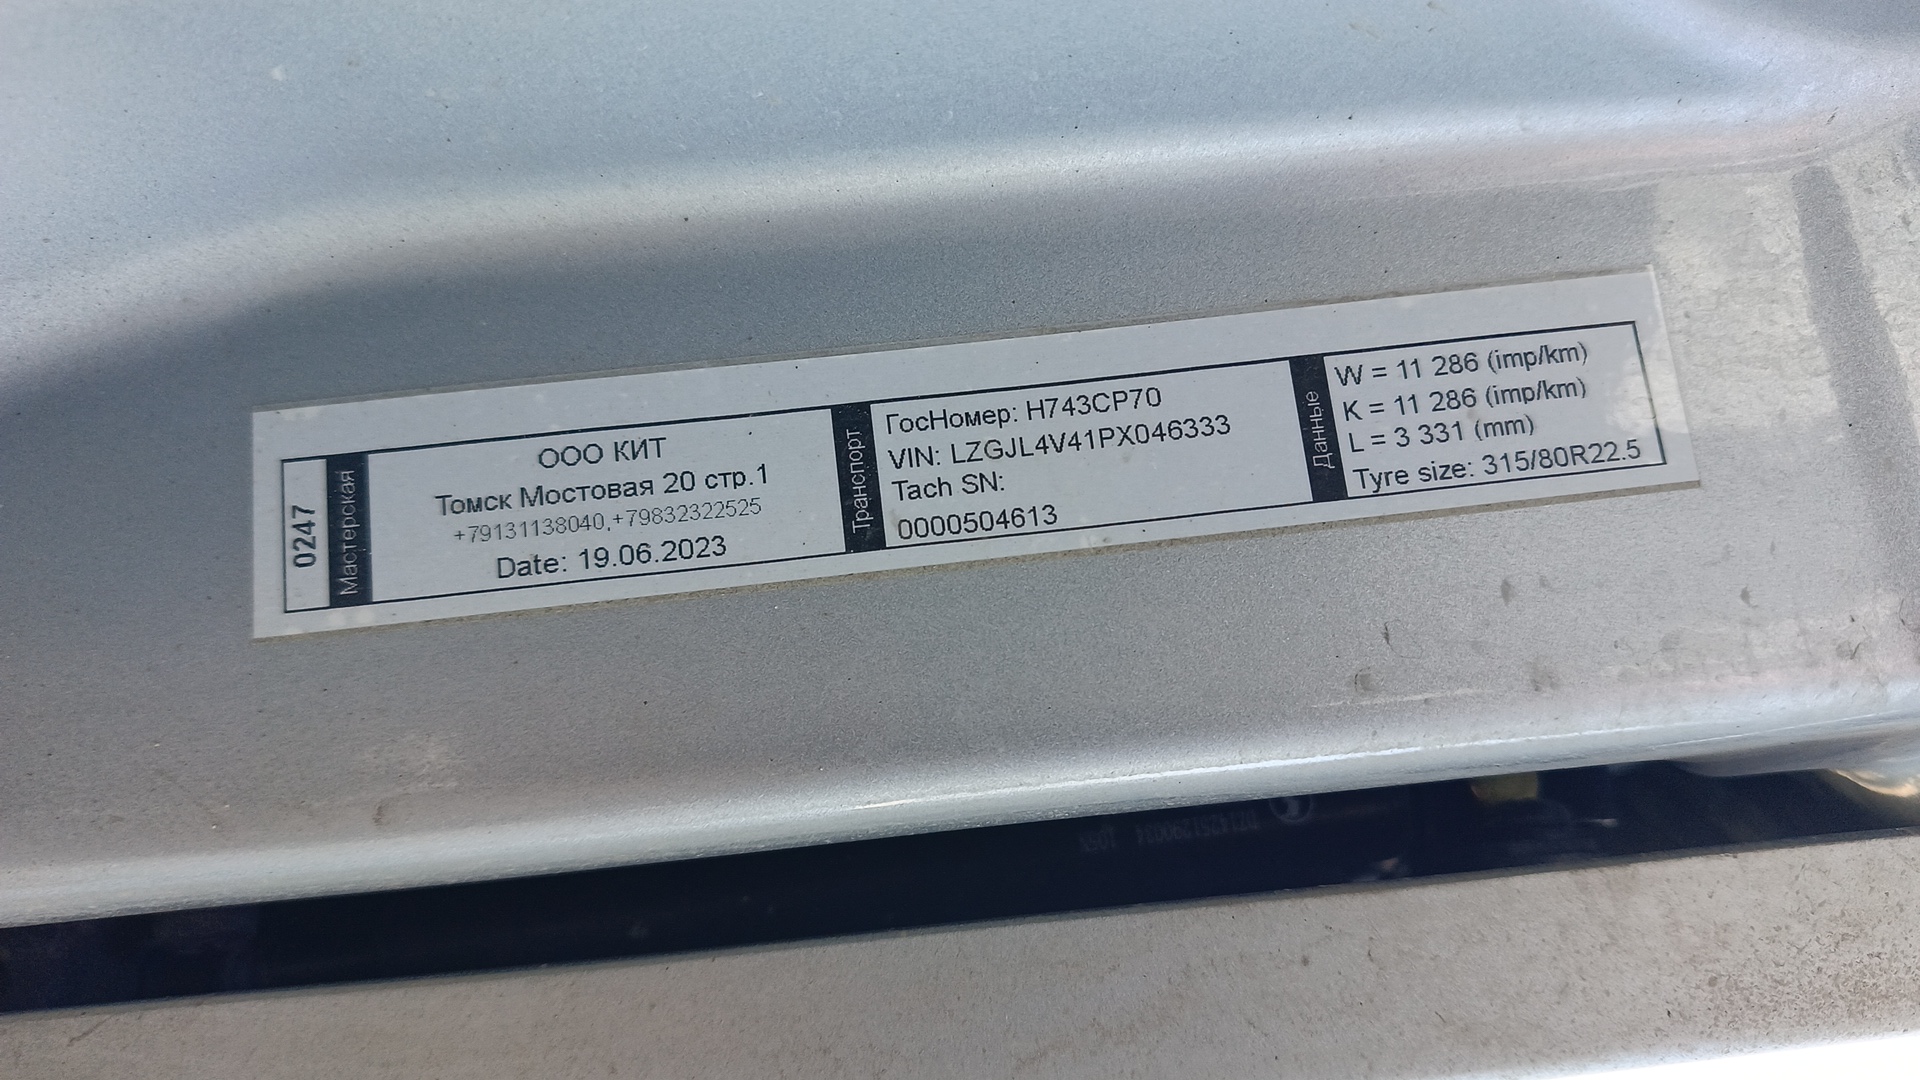 0247
Мастерская
ООО КИТ
Томск Мостовая 20 стр.1
+79131138040,+79832322525
Date: 19.06.2023
Транспорт
ГосНомер: Н743СР70
VIN: LZGJL4V41PX046333
Tach SN:
0000504613
Данные
W = 11 286 (imp/km)
K = 11 286 (imp/km)
L = 3 331 (mm)
Tyre size: 315/80R22.5